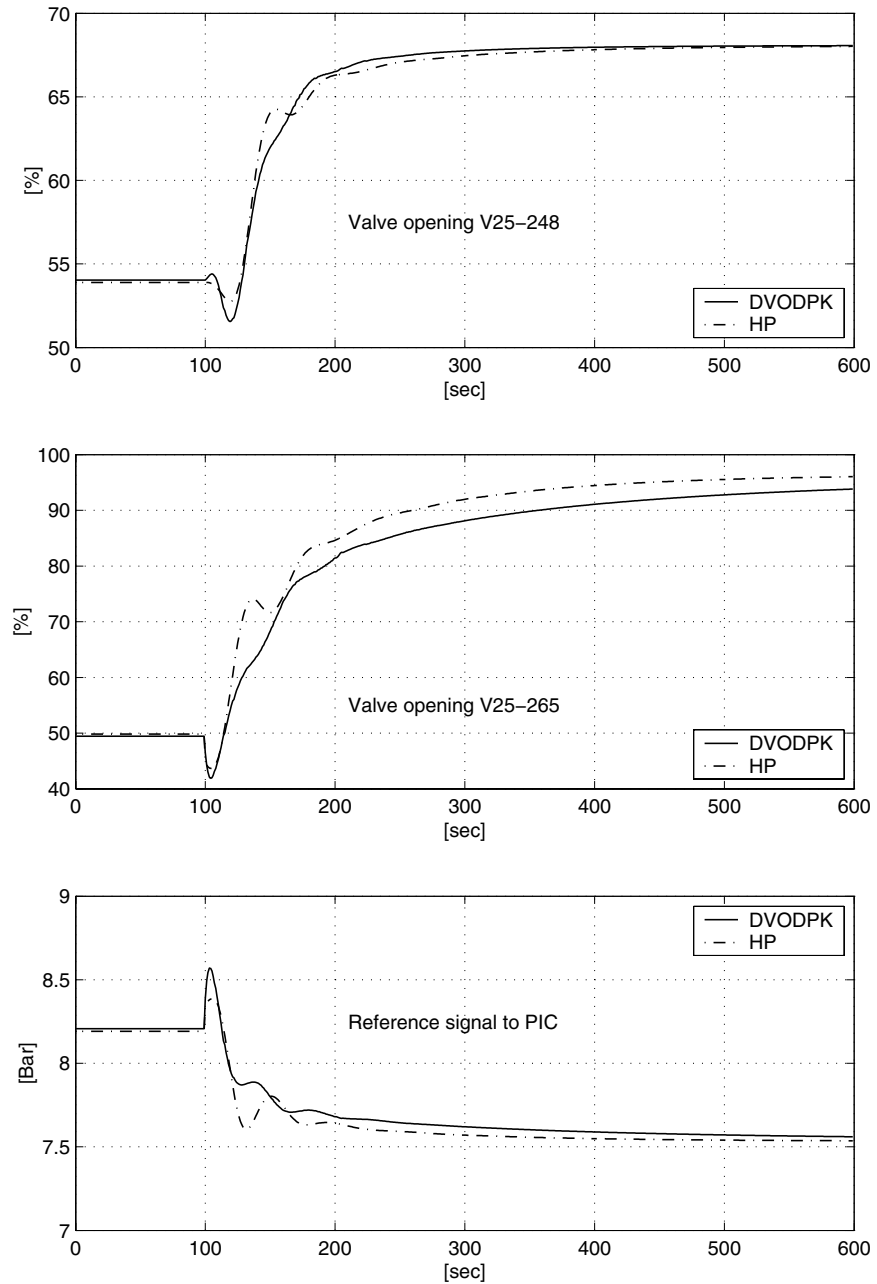 70
65
60
55
50
[%]
Valve opening V25−248
DVODPK
HP
0 100 200 300 400 500 600
[sec]
100
90
80
70
60
50
40
[%]
Valve opening V25−265
DVODPK
HP
0 100 200 300 400 500 600
[sec]
9
8.5
8
7.5
7
[Bar]
DVODPK
HP
Reference signal to PIC
0 100 200 300 400 500 600
[sec]